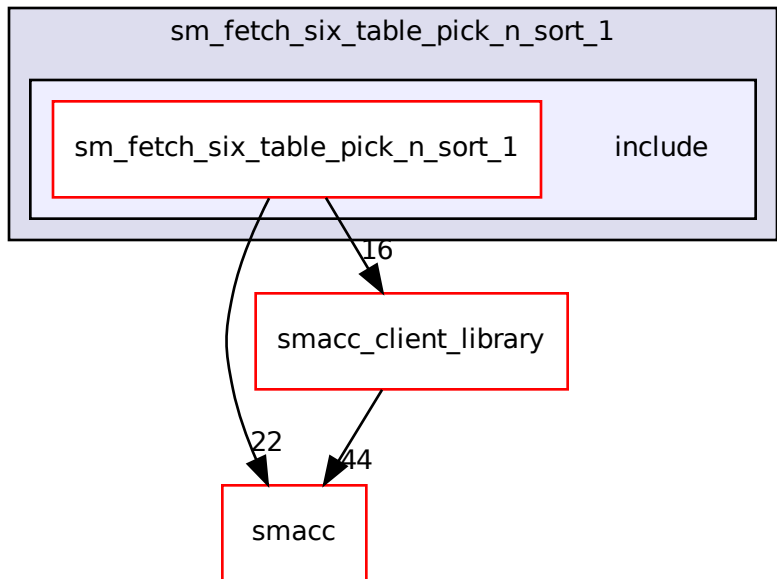 sm_fetch_six_table_pick_n_sort_1
sm_fetch_six_table_pick_n_sort_1
include
16
smacc_client_library
22
44
smacc